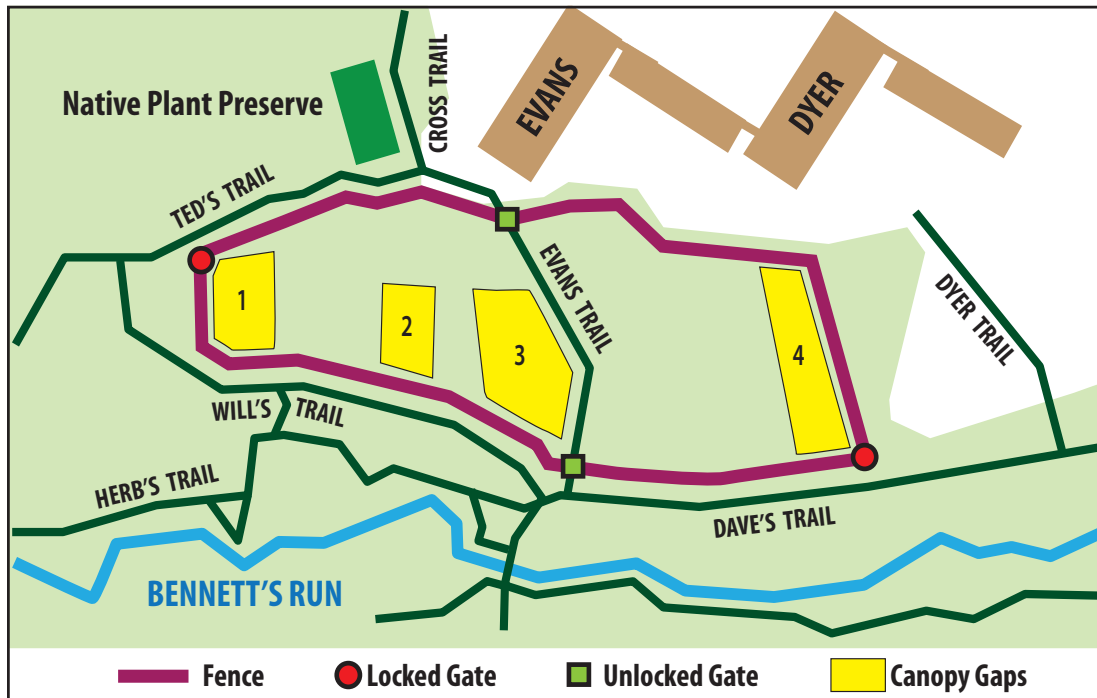 EVANS
DYER
CROSS TRAIL
Native Plant Preserve
TED'S TRAIL
EVANS TRAIL
DYER TRAIL
1
2
3
4
WILL'S TRAIL
HERB'S TRAIL
DAVE'S TRAIL
BENNETT'S RUN
Fence
Locked Gate
Unlocked Gate
Canopy Gaps